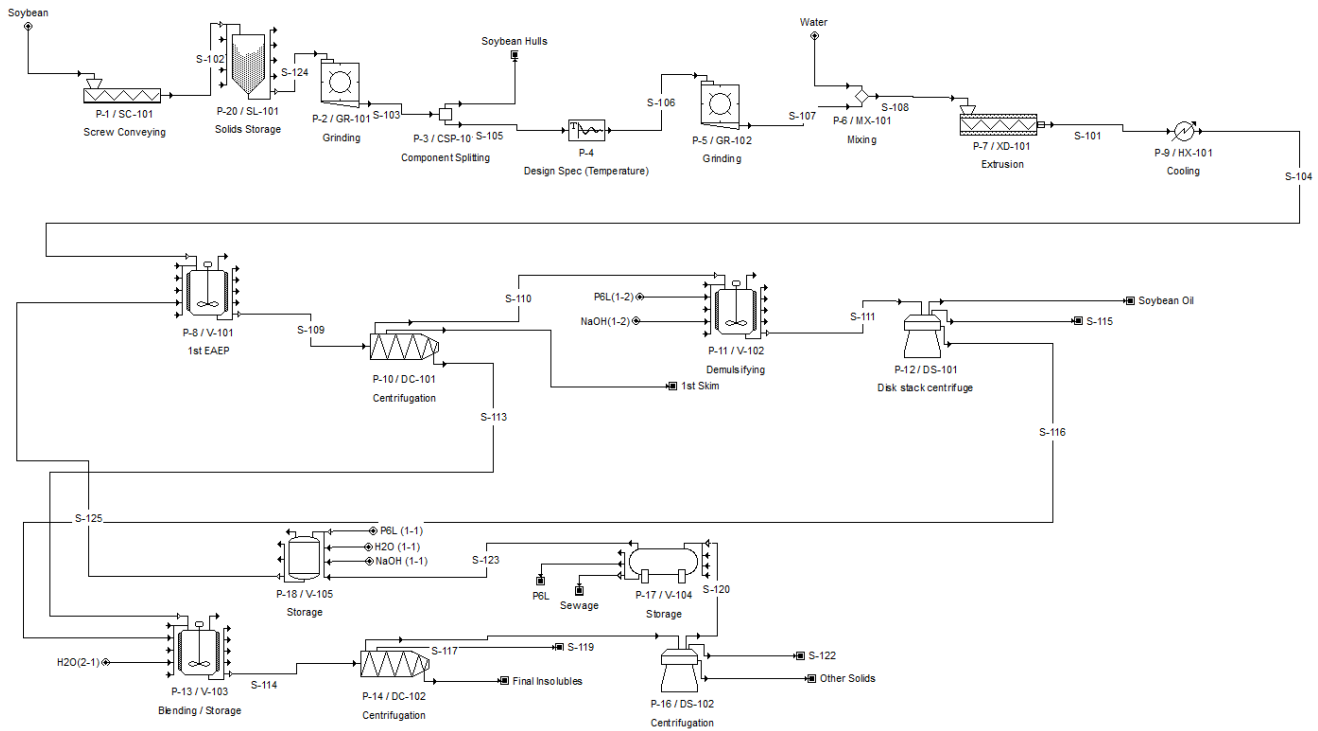 Soybean
S-102
P-1 / SC-101
Screw Conveying
P-20 / SL-101
Solids Storage
S-124
P-2 / GR-101
Grinding
S-103
Soybean Hulls
P-3 / CSP-10
Component Splitting
S-105
P-4
Design Spec (Temperature)
S-106
P-5 / GR-102
Grinding
S-107
Water
P-6 / MX-101
Mixing
S-108
P-7 / XD-101
Extrusion
S-101
P-9 / HX-101
Cooling
S-104
P-8 / V-101
1st EAEP
S-109
S-110
P-10 / DC-101
Centrifugation
1st Skim
S-113
P6L(1-2)
NaOH(1-2)
P-11 / V-102
Demulsifying
S-111
P-12 / DS-101
Disk stack centrifuge
Soybean Oil
S-115
S-116
S-125
P6L (1-1)
H2O (1-1)
NaOH (1-1)
P-18 / V-105
Storage
S-123
P6L
Sewage
P-17 / V-104
Storage
S-120
H2O(2-1)
P-13 / V-103
Blending / Storage
S-114
P-14 / DC-102
Centrifugation
S-117
S-119
Final Insolubles
P-16 / DS-102
Centrifugation
S-122
Other Solids